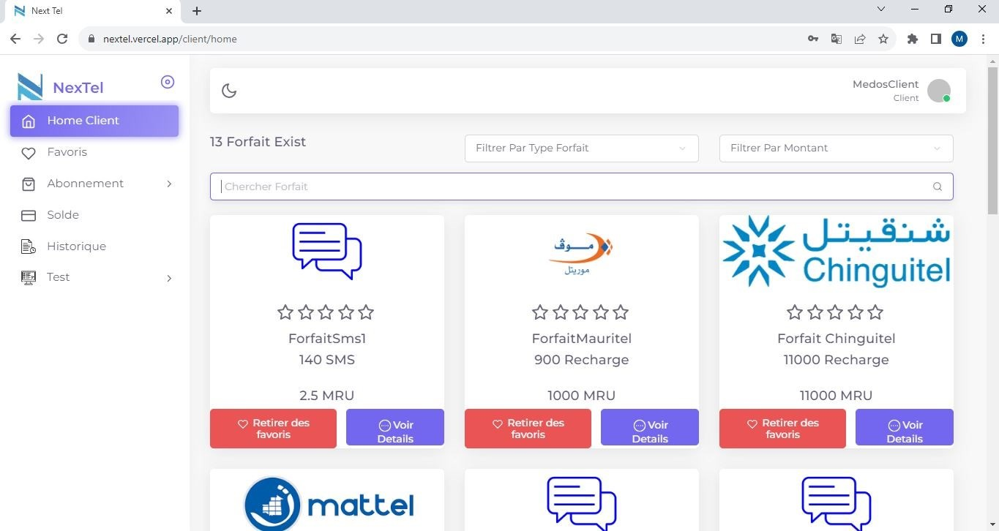 Next Tel
nextel.vercel.app/client/home
M
NexTel
Home Client
Favoris
Abonnement
Solde
Historique
Test
MedosClient
Client
13 Forfait Exist
Filtrer Par Type Forfait
Filtrer Par Montant
Chercher Forfait
ForfaitSms1
140 SMS
2.5 MRU
Retirer des
favoris
Voir
Details
موڤ
موريتل
ForfaitMauritel
900 Recharge
1000 MRU
Retirer des
favoris
Voir
Details
شنقيتل
Chinguitel
Forfait Chinguitel
11000 Recharge
11000 MRU
Retirer des
favoris
Voir
Details
mattel